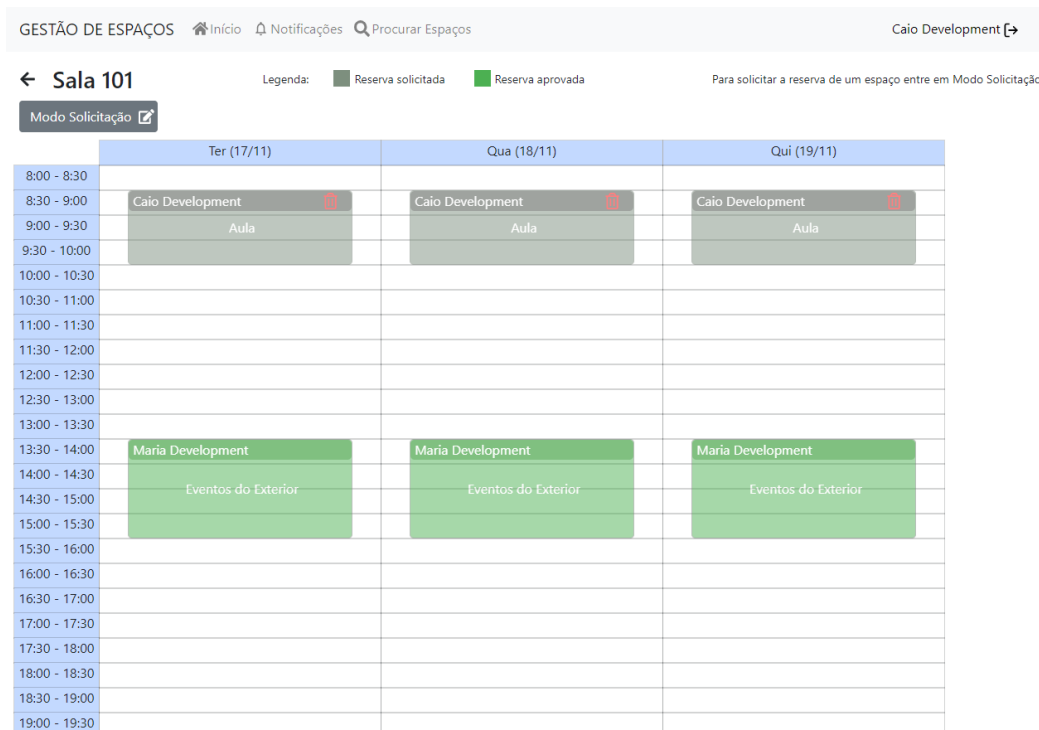 GESTÃO DE ESPAÇOS Início Notificações Procurar Espaços Caio Development
Sala 101 Legenda: Reserva solicitada Reserva aprovada Para solicitar a reserva de um espaço entre em Modo Solicitação
Modo Solicitação
Ter (17/11) Qua (18/11) Qui (19/11)
8:00 - 8:30
8:30 - 9:00 Caio Development Caio Development Caio Development
9:00 - 9:30 Aula Aula Aula
9:30 - 10:00
10:00 - 10:30
10:30 - 11:00
11:00 - 11:30
11:30 - 12:00
12:00 - 12:30
12:30 - 13:00
13:00 - 13:30
13:30 - 14:00 Maria Development Maria Development Maria Development
14:00 - 14:30
Eventos do Exterior Eventos do Exterior Eventos do Exterior
14:30 - 15:00
15:00 - 15:30
15:30 - 16:00
16:00 - 16:30
16:30 - 17:00
17:00 - 17:30
17:30 - 18:00
18:00 - 18:30
18:30 - 19:00
19:00 - 19:30